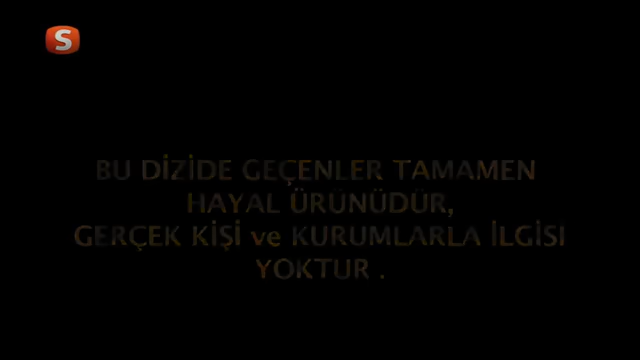 S
BU DİZİDE GEÇENLER TAMAMEN
HAYAL ÜRÜNÜDÜR,
GERÇEK KİŞİ ve KURUMLARLA İLGİSİ
YOKTUR .